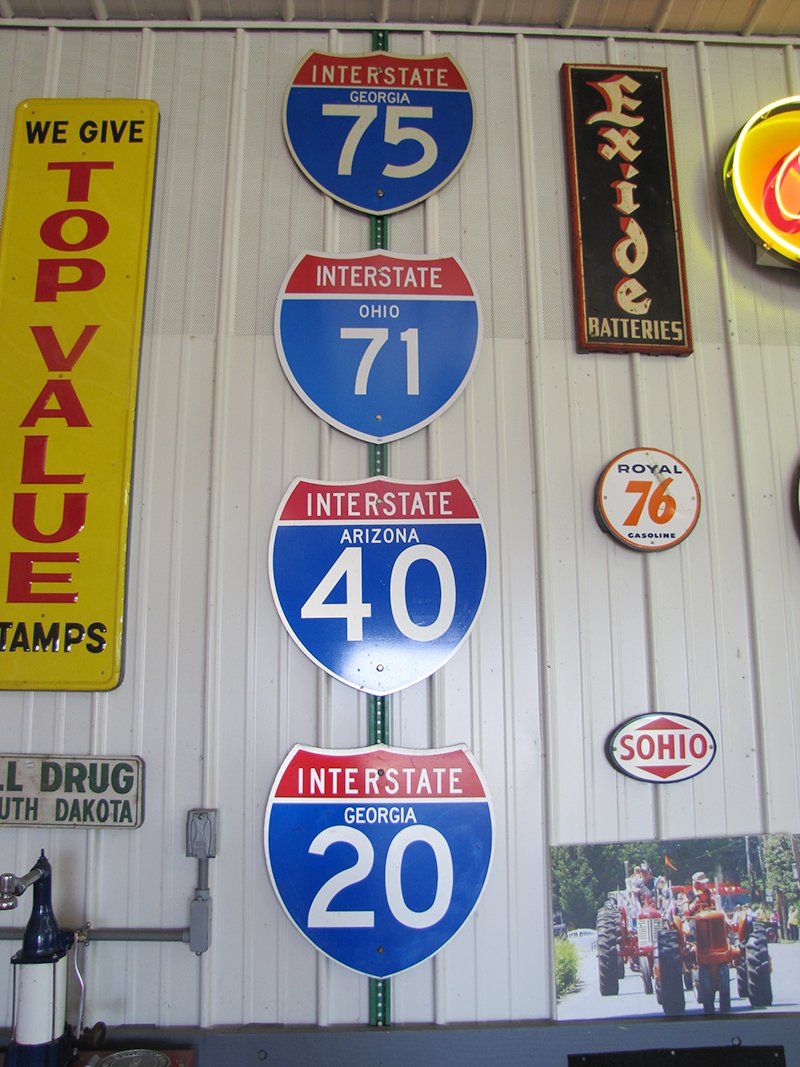 WE GIVE
TOP
VALUE
TAMPS
LL DRUG
UTH DAKOTA
INTERSTATE
GEORGIA
75
INTERSTATE
OHIO
71
INTERSTATE
ARIZONA
40
INTERSTATE
GEORGIA
20
Exide
BATTERIES
ROYAL
76
GASOLINE
SOHIO